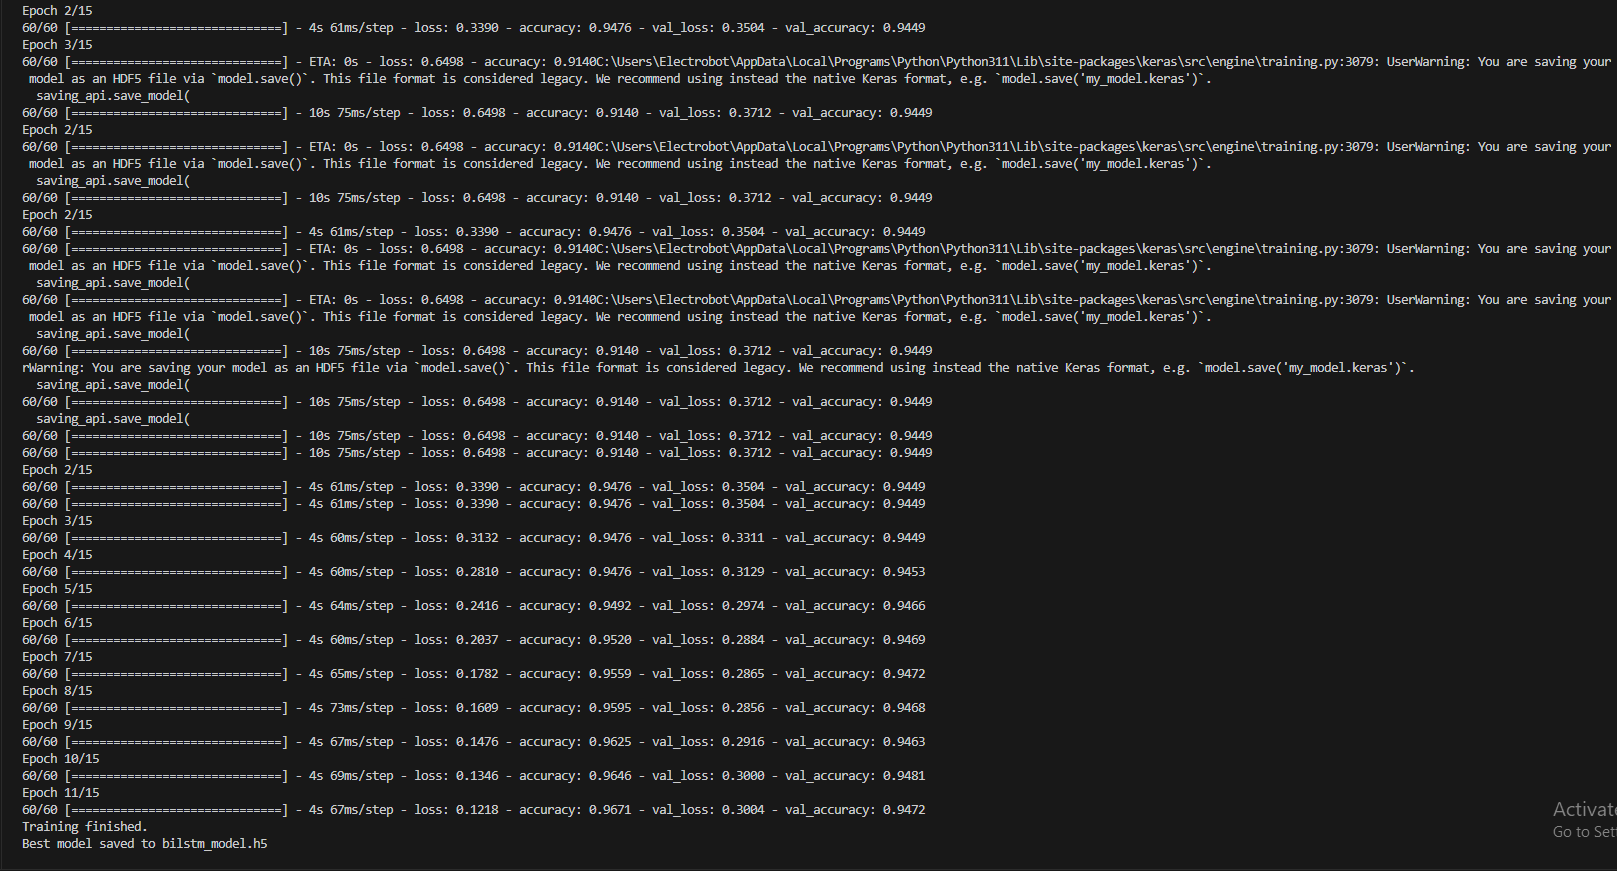 Epoch 2/15
60/60 [==============================] - 4s 61ms/step - loss: 0.3390 - accuracy: 0.9476 - val_loss: 0.3504 - val_accuracy: 0.9449
Epoch 3/15
60/60 [==============================] - ETA: 0s - loss: 0.6498 - accuracy: 0.9140C:\Users\Electrobot\AppData\Local\Programs\Python\Python311\Lib\site-packages\keras\src\engine\training.py:3079: UserWarning: You are saving your
model as an HDF5 file via `model.save()`. This file format is considered legacy. We recommend using instead the native Keras format, e.g. `model.save('my_model.keras')`.
saving_api.save_model(
60/60 [==============================] - 10s 75ms/step - loss: 0.6498 - accuracy: 0.9140 - val_loss: 0.3712 - val_accuracy: 0.9449
Epoch 2/15
60/60 [==============================] - ETA: 0s - loss: 0.6498 - accuracy: 0.9140C:\Users\Electrobot\AppData\Local\Programs\Python\Python311\Lib\site-packages\keras\src\engine\training.py:3079: UserWarning: You are saving your
model as an HDF5 file via `model.save()`. This file format is considered legacy. We recommend using instead the native Keras format, e.g. `model.save('my_model.keras')`.
saving_api.save_model(
60/60 [==============================] - 10s 75ms/step - loss: 0.6498 - accuracy: 0.9140 - val_loss: 0.3712 - val_accuracy: 0.9449
Epoch 2/15
60/60 [==============================] - 4s 61ms/step - loss: 0.3390 - accuracy: 0.9476 - val_loss: 0.3504 - val_accuracy: 0.9449
60/60 [==============================] - ETA: 0s - loss: 0.6498 - accuracy: 0.9140C:\Users\Electrobot\AppData\Local\Programs\Python\Python311\Lib\site-packages\keras\src\engine\training.py:3079: UserWarning: You are saving your
model as an HDF5 file via `model.save()`. This file format is considered legacy. We recommend using instead the native Keras format, e.g. `model.save('my_model.keras')`.
saving_api.save_model(
60/60 [==============================] - ETA: 0s - loss: 0.6498 - accuracy: 0.9140C:\Users\Electrobot\AppData\Local\Programs\Python\Python311\Lib\site-packages\keras\src\engine\training.py:3079: UserWarning: You are saving your
model as an HDF5 file via `model.save()`. This file format is considered legacy. We recommend using instead the native Keras format, e.g. `model.save('my_model.keras')`.
saving_api.save_model(
60/60 [==============================] - 10s 75ms/step - loss: 0.6498 - accuracy: 0.9140 - val_loss: 0.3712 - val_accuracy: 0.9449
rWarning: You are saving your model as an HDF5 file via `model.save()`. This file format is considered legacy. We recommend using instead the native Keras format, e.g. `model.save('my_model.keras')`.
saving_api.save_model(
60/60 [==============================] - 10s 75ms/step - loss: 0.6498 - accuracy: 0.9140 - val_loss: 0.3712 - val_accuracy: 0.9449
saving_api.save_model(
60/60 [==============================] - 10s 75ms/step - loss: 0.6498 - accuracy: 0.9140 - val_loss: 0.3712 - val_accuracy: 0.9449
60/60 [==============================] - 10s 75ms/step - loss: 0.6498 - accuracy: 0.9140 - val_loss: 0.3712 - val_accuracy: 0.9449
Epoch 2/15
60/60 [==============================] - 4s 61ms/step - loss: 0.3390 - accuracy: 0.9476 - val_loss: 0.3504 - val_accuracy: 0.9449
60/60 [==============================] - 4s 61ms/step - loss: 0.3390 - accuracy: 0.9476 - val_loss: 0.3504 - val_accuracy: 0.9449
Epoch 3/15
60/60 [==============================] - 4s 60ms/step - loss: 0.3132 - accuracy: 0.9476 - val_loss: 0.3311 - val_accuracy: 0.9449
Epoch 4/15
60/60 [==============================] - 4s 60ms/step - loss: 0.2810 - accuracy: 0.9476 - val_loss: 0.3129 - val_accuracy: 0.9453
Epoch 5/15
60/60 [==============================] - 4s 64ms/step - loss: 0.2416 - accuracy: 0.9492 - val_loss: 0.2974 - val_accuracy: 0.9466
Epoch 6/15
60/60 [==============================] - 4s 60ms/step - loss: 0.2037 - accuracy: 0.9520 - val_loss: 0.2884 - val_accuracy: 0.9469
Epoch 7/15
60/60 [==============================] - 4s 65ms/step - loss: 0.1782 - accuracy: 0.9559 - val_loss: 0.2865 - val_accuracy: 0.9472
Epoch 8/15
60/60 [==============================] - 4s 73ms/step - loss: 0.1609 - accuracy: 0.9595 - val_loss: 0.2856 - val_accuracy: 0.9468
Epoch 9/15
60/60 [==============================] - 4s 67ms/step - loss: 0.1476 - accuracy: 0.9625 - val_loss: 0.2916 - val_accuracy: 0.9463
Epoch 10/15
60/60 [==============================] - 4s 69ms/step - loss: 0.1346 - accuracy: 0.9646 - val_loss: 0.3000 - val_accuracy: 0.9481
Epoch 11/15
60/60 [==============================] - 4s 67ms/step - loss: 0.1218 - accuracy: 0.9671 - val_loss: 0.3004 - val_accuracy: 0.9472
Training finished.
Best model saved to bilstm_model.h5
Activate
Go to Set